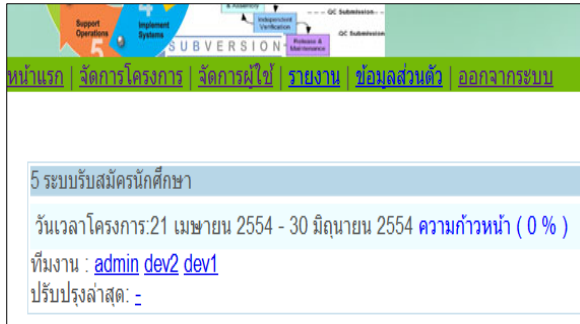 & Assembly
Independent
Verification
QC Submission
Support
Operations
5
4
Implement
Systems
Release &
Maintenance
QC Submission
SUBVERSION
หน้าแรก | จัดการโครงการ | จัดการผู้ใช้ | รายงาน | ข้อมูลส่วนตัว | ออกจากระบบ
5 ระบบรับสมัครนักศึกษา
วันเวลาโครงการ:21 เมษายน 2554 - 30 มิถุนายน 2554 ความก้าวหน้า ( 0 % )
ทีมงาน : admin dev2 dev1
ปรับปรุงล่าสุด: -